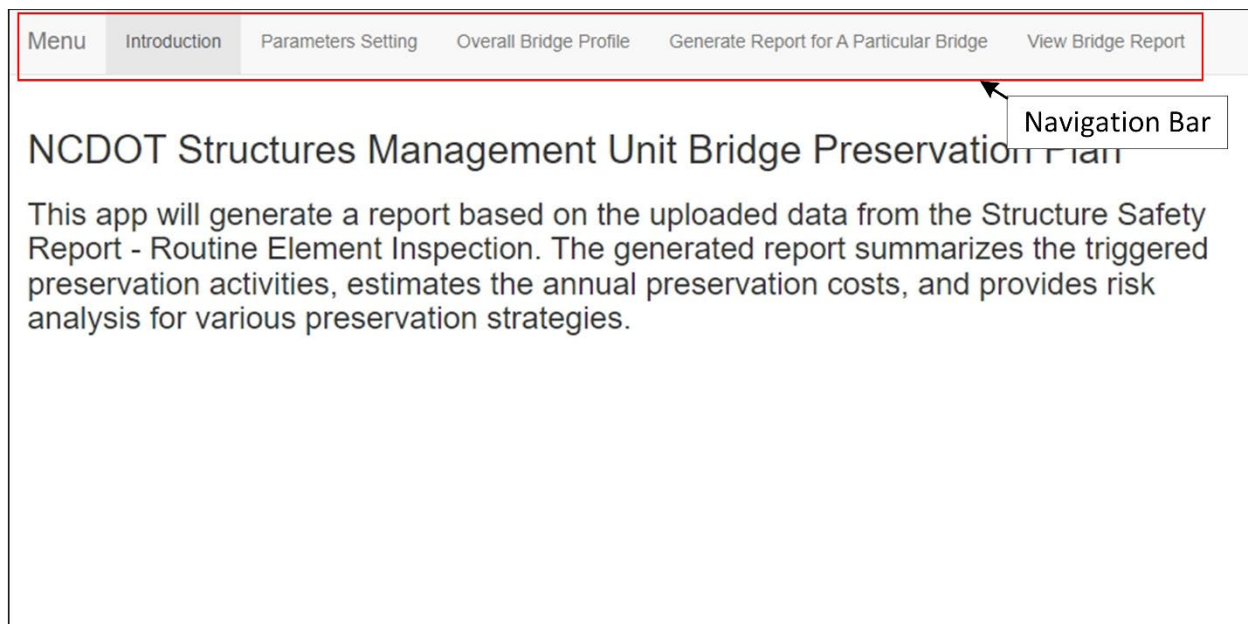 Menu Introduction Parameters Setting Overall Bridge Profile Generate Report for A Particular Bridge View Bridge Report
Navigation Bar
NCDOT Structures Management Unit Bridge Preservation Plan
This app will generate a report based on the uploaded data from the Structure Safety
Report - Routine Element Inspection. The generated report summarizes the triggered
preservation activities, estimates the annual preservation costs, and provides risk
analysis for various preservation strategies.